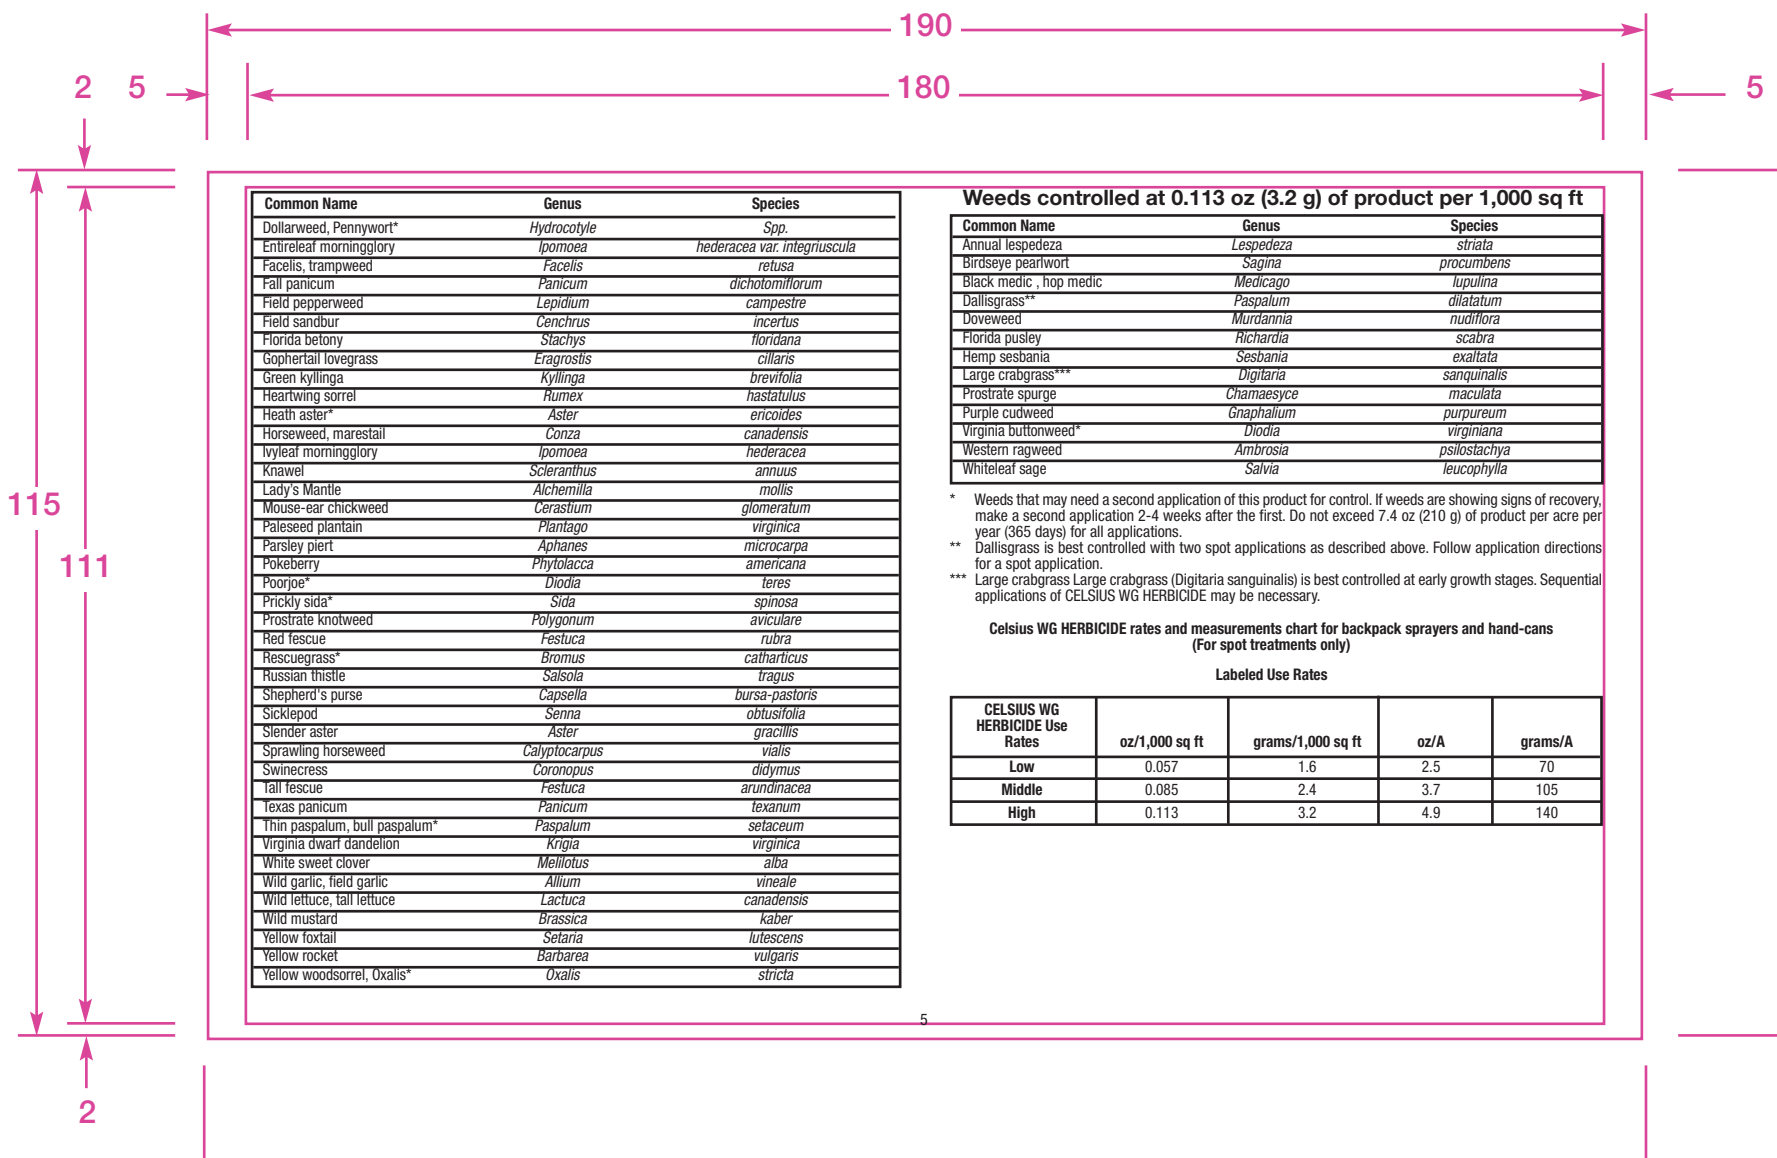 190
2 5 180 5
115
111
2
Common Name Genus Species
Dollarweed, Pennywort* Hydrocotyle Spp.
Entireleaf morningglory Ipomoea hederacea var. integriuscula
Facelis, trampweed Facelis retusa
Fall panicum Panicum dichotomiflorum
Field pepperweed Lepidium campestre
Field sandbur Cenchrus incertus
Florida betony Stachys floridana
Gophertail lovegrass Eragrostis cillaris
Green kyllinga Kyllinga brevifolia
Heartwing sorrel Rumex hastatulus
Heath aster* Aster ericoides
Horseweed, marestail Conza canadensis
Ivyleaf morningglory Ipomoea hederacea
Knawel Scleranthus annuus
Lady's Mantle Alchemilla mollis
Mouse-ear chickweed Cerastium glomeratum
Paleseed plantain Plantago virginica
Parsley piert Aphanes microcarpa
Pokeberry Phytolacca americana
Poorjoe* Diodia teres
Prickly sida* Sida spinosa
Prostrate knotweed Polygonum aviculare
Red fescue Festuca rubra
Rescuegrass* Bromus catharticus
Russian thistle Salsola tragus
Shepherd's purse Capsella bursa-pastoris
Sicklepod Senna obtusifolia
Slender aster Aster gracillis
Sprawling horseweed Calyptocarpus vialis
Swinecress Coronopus didymus
Tall fescue Festuca arundinacea
Texas panicum Panicum texanum
Thin paspalum, bull paspalum* Paspalum setaceum
Virginia dwarf dandelion Krigia virginica
White sweet clover Melilotus alba
Wild garlic, field garlic Allium vineale
Wild lettuce, tall lettuce Lactuca canadensis
Wild mustard Brassica kaber
Yellow foxtail Setaria lutescens
Yellow rocket Barbarea vulgaris
Yellow woodsorrel, Oxalis* Oxalis stricta
Weeds controlled at 0.113 oz (3.2 g) of product per 1,000 sq ft
Common Name Genus Species
Annual lespedeza Lespedeza striata
Birdseye pearlwort Sagina procumbens
Black medic , hop medic Medicago lupulina
Dallisgrass** Paspalum dilatatum
Doveweed Murdannia nudiflora
Florida pusley Richardia scabra
Hemp sesbania Sesbania exaltata
Large crabgrass*** Digitaria sanquinalis
Prostrate spurge Chamaesyce maculata
Purple cudweed Gnaphalium purpureum
Virginia buttonweed* Diodia virginiana
Western ragweed Ambrosia psilostachya
Whiteleaf sage Salvia leucophylla
* Weeds that may need a second application of this product for control. If weeds are showing signs of recovery,
make a second application 2-4 weeks after the first. Do not exceed 7.4 oz (210 g) of product per acre per
year (365 days) for all applications.
** Dallisgrass is best controlled with two spot applications as described above. Follow application directions
for a spot application.
*** Large crabgrass Large crabgrass (Digitaria sanguinalis) is best controlled at early growth stages. Sequential
applications of CELSIUS WG HERBICIDE may be necessary.
Celsius WG HERBICIDE rates and measurements chart for backpack sprayers and hand-cans
(For spot treatments only)
Labeled Use Rates
CELSIUS WG
HERBICIDE Use
Rates oz/1,000 sq ft grams/1,000 sq ft oz/A grams/A
Low 0.057 1.6 2.5 70
Middle 0.085 2.4 3.7 105
High 0.113 3.2 4.9 140
5